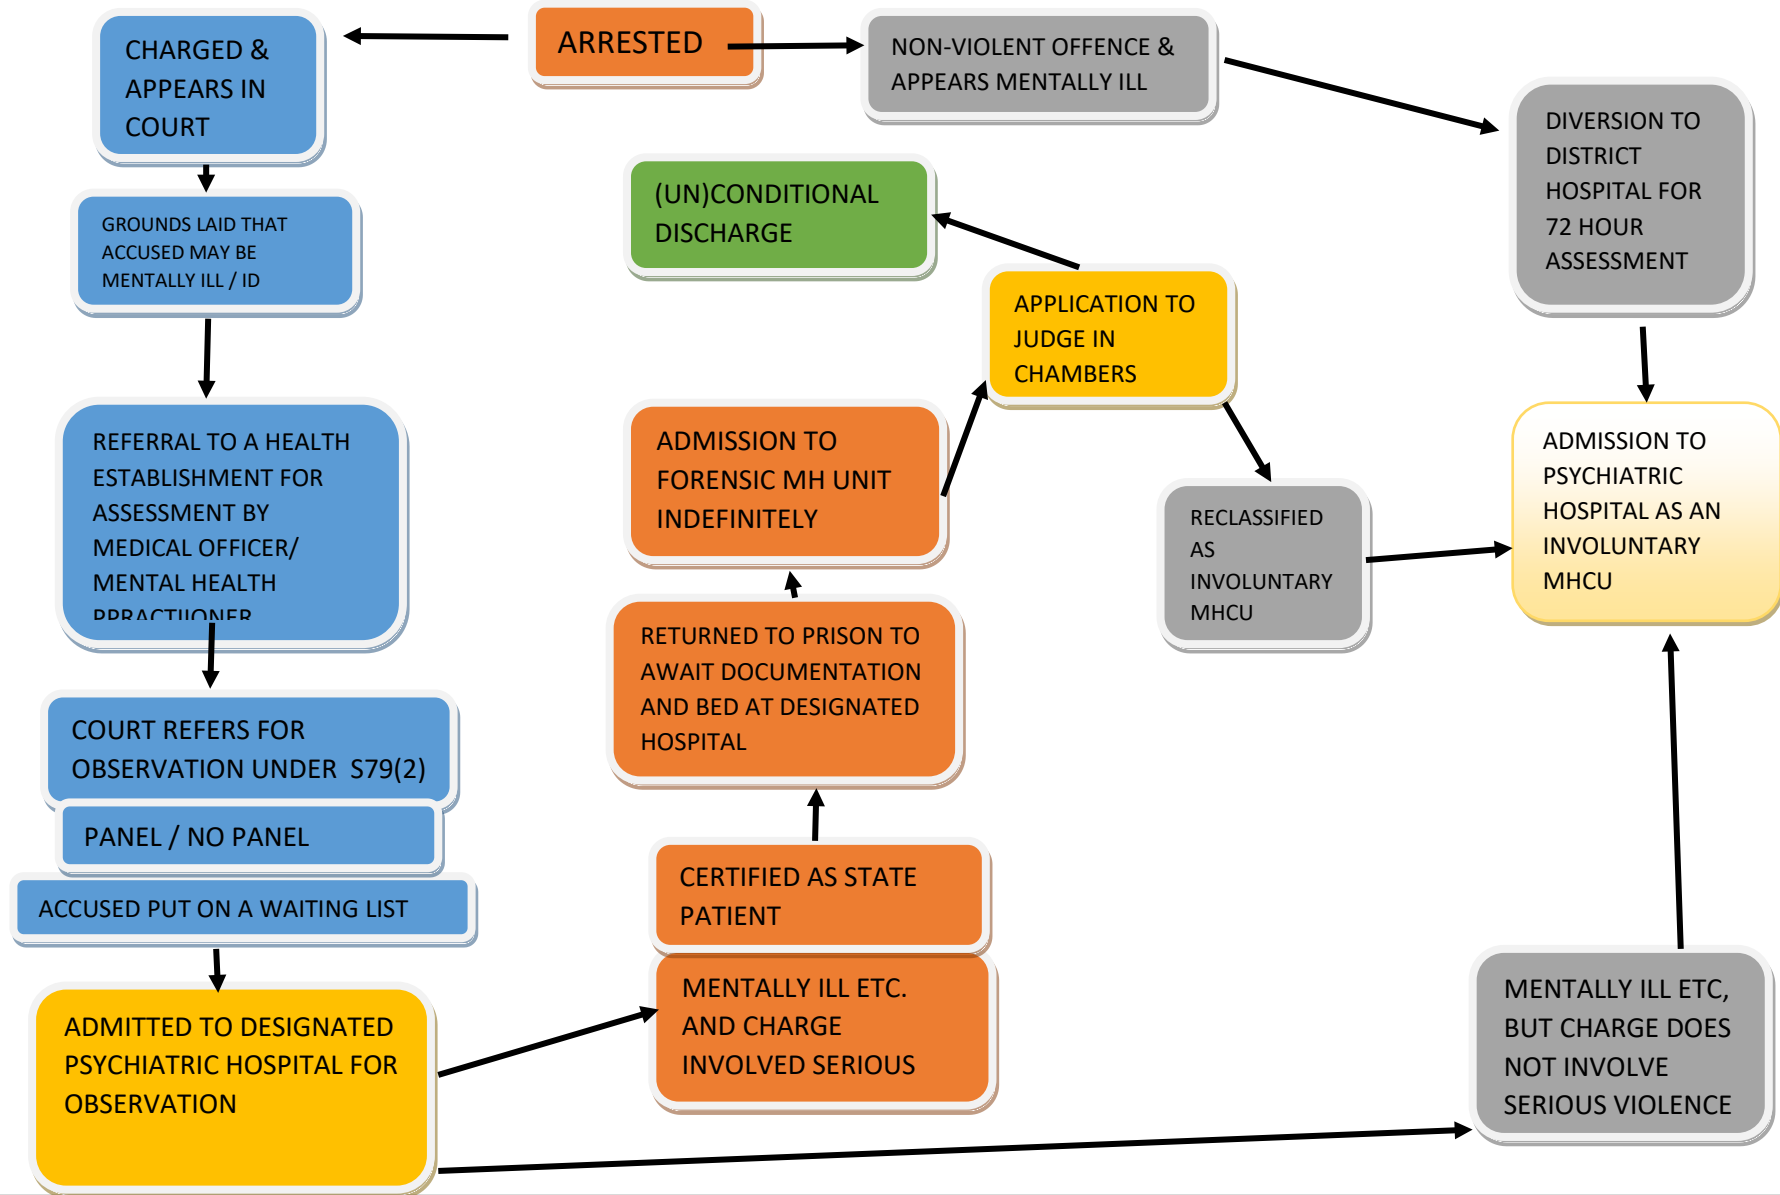 CHARGED &
APPEARS IN
COURT
ARRESTED
NON-VIOLENT OFFENCE &
APPEARS MENTALLY ILL
DIVERSION TO
DISTRICT
HOSPITAL FOR
72 HOUR
ASSESSMENT
GROUNDS LAID THAT
ACCUSED MAY BE
MENTALLY ILL / ID
(UN)CONDITIONAL
DISCHARGE
APPLICATION TO
JUDGE IN
CHAMBERS
REFERRAL TO A HEALTH
ESTABLISHMENT FOR
ASSESSMENT BY
MEDICAL OFFICER/
MENTAL HEALTH
PPRACTIIONER
ADMISSION TO
FORENSIC MH UNIT
INDEFINITELY
RECLASSIFIED
AS
INVOLUNTARY
MHCU
ADMISSION TO
PSYCHIATRIC
HOSPITAL AS AN
INVOLUNTARY
MHCU
RETURNED TO PRISON TO
AWAIT DOCUMENTATION
AND BED AT DESIGNATED
HOSPITAL
COURT REFERS FOR
OBSERVATION UNDER S79(2)
PANEL / NO PANEL
ACCUSED PUT ON A WAITING LIST
CERTIFIED AS STATE
PATIENT
MENTALLY ILL ETC.
AND CHARGE
INVOLVED SERIOUS
ADMITTED TO DESIGNATED
PSYCHIATRIC HOSPITAL FOR
OBSERVATION
MENTALLY ILL ETC,
BUT CHARGE DOES
NOT INVOLVE
SERIOUS VIOLENCE